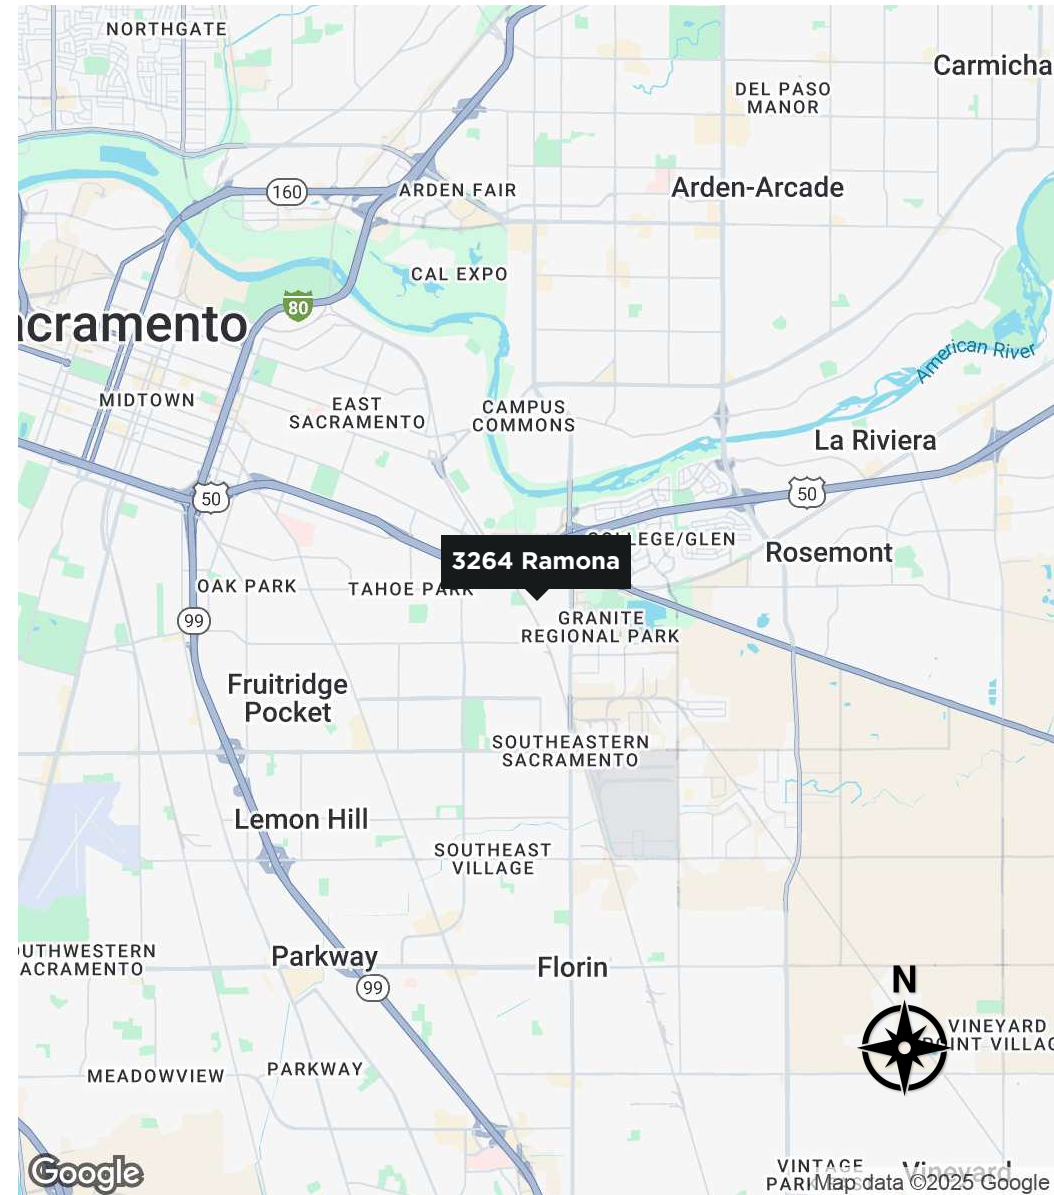 NORTHGATE
Carmicha
DEL PASO
MANOR
160
ARDEN FAIR
Arden-Arcade
CAL EXPO
80
acramento
American River
MIDTOWN
EAST
SACRAMENTO
CAMPUS
COMMONS
La Riviera
50
50
COLLEGE/GLEN
3264 Ramona
Rosemont
OAK PARK
TAHOE PARK
99
GRANITE
REGIONAL PARK
Fruitridge
Pocket
SOUTHEASTERN
SACRAMENTO
Lemon Hill
SOUTHEAST
VILLAGE
OUTHWESTERN
ACRAMENTO
Parkway
Florin
99
N
VINEYARD
POINT VILLAG
MEADOWVIEW
PARKWAY
VINTAGE
PARK
Vineyard
Google
Map data ©2025 Google